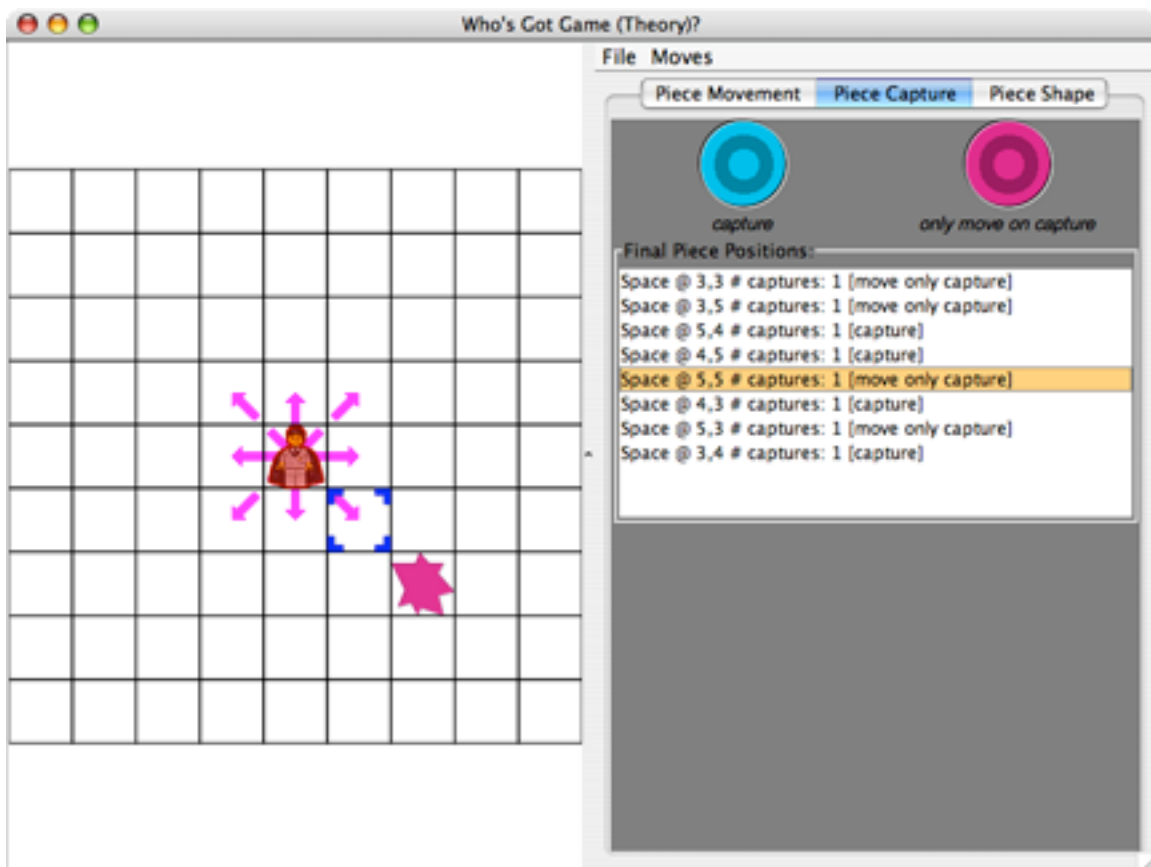 Who's Got Game (Theory)?
File Moves
Piece Movement Piece Capture Piece Shape
capture only move on capture
Final Piece Positions:
Space @ 3,3 # captures: 1 [move only capture]
Space @ 3,5 # captures: 1 [move only capture]
Space @ 5,4 # captures: 1 [capture]
Space @ 4,5 # captures: 1 [capture]
Space @ 5,5 # captures: 1 [move only capture]
Space @ 4,3 # captures: 1 [capture]
Space @ 5,3 # captures: 1 [move only capture]
Space @ 3,4 # captures: 1 [capture]